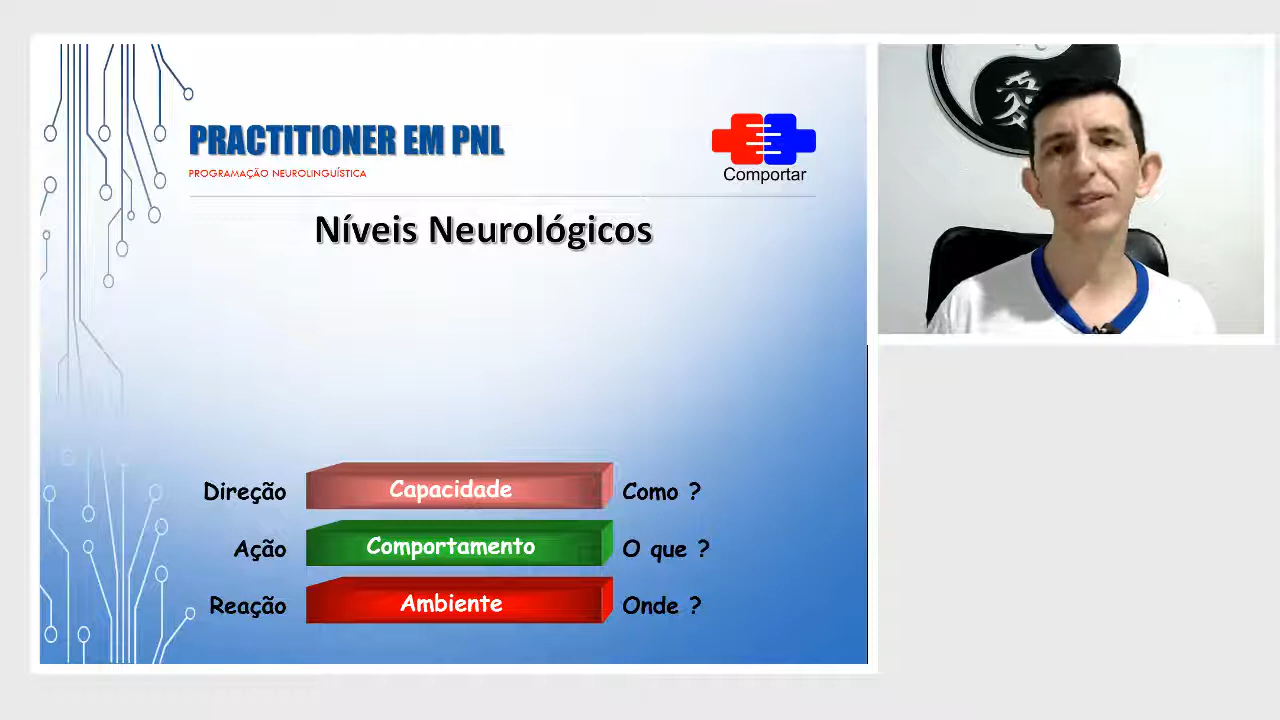 PRACTITIONER EM PNL
PROGRAMAÇÃO NEUROLINGUÍSTICA
Comportar
Níveis Neurológicos
Direção Capacidade Como ?
Ação Comportamento O que ?
Reação Ambiente Onde ?